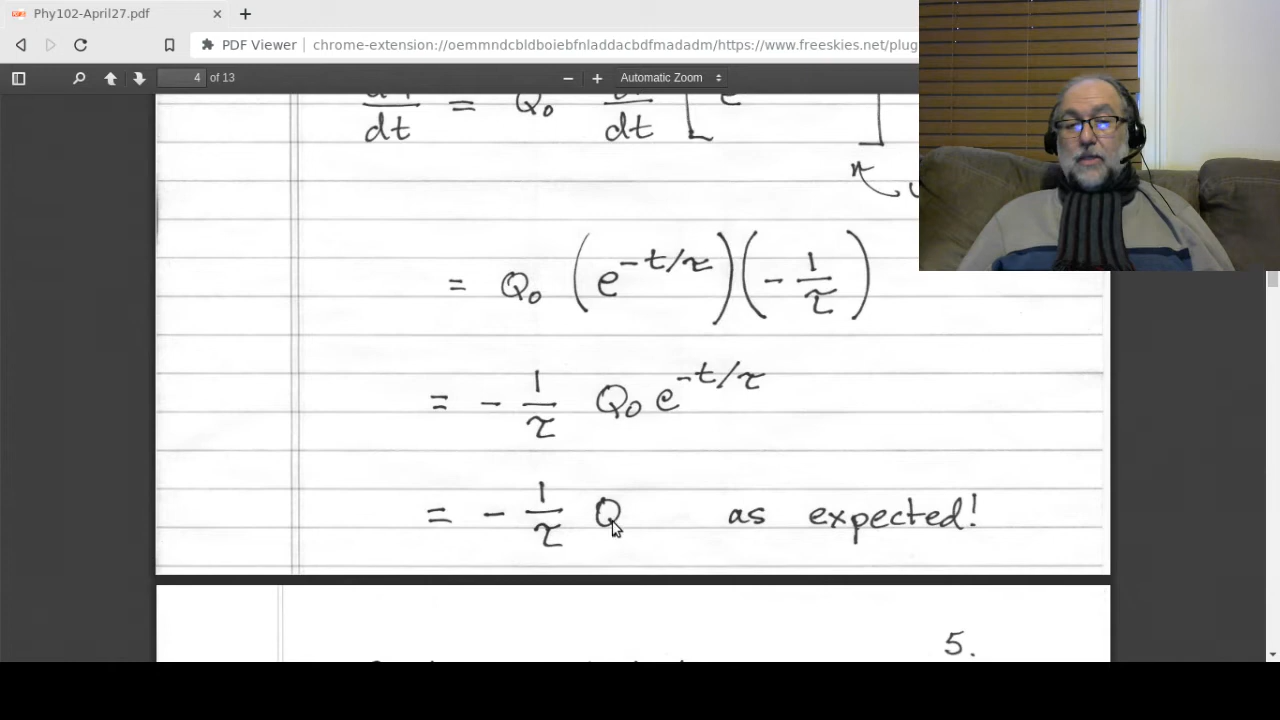 Phy102-April27.pdf
PDF Viewer chrome-extension://oemmndcbldboiebfnladdacbdfmadadm/https://www.freeskies.net/plug
4 of 13 Automatic Zoom
dt = Q₀ dt [ e ]
= Q₀ (e^{-t/τ}) (- 1/τ)
= - 1/τ Q₀ e^{-t/τ}
= - 1/τ Q as expected!
5.